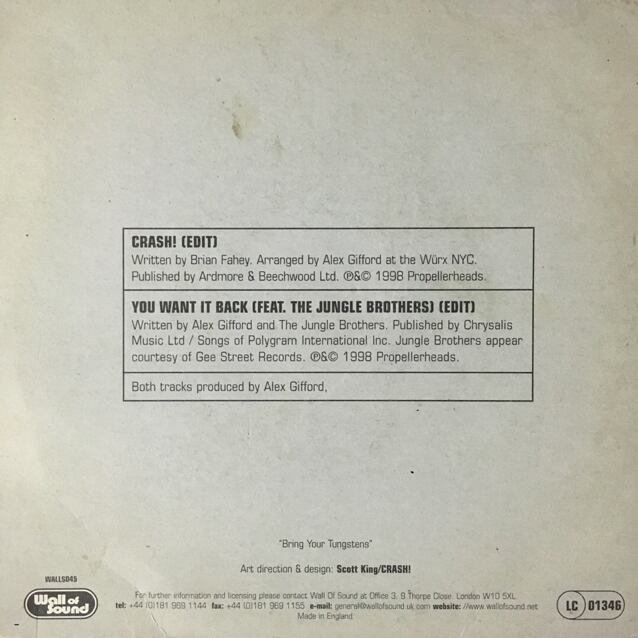 CRASH! (EDIT)
Written by Brian Fahey. Arranged by Alex Gifford at the Würx NYC.
Published by Ardmore & Beechwood Ltd. ℗&© 1998 Propellerheads.
YOU WANT IT BACK (FEAT. THE JUNGLE BROTHERS) (EDIT)
Written by Alex Gifford and The Jungle Brothers. Published by Chrysalis
Music Ltd / Songs of Polygram International Inc. Jungle Brothers appear
courtesy of Gee Street Records. ℗&© 1998 Propellerheads.
Both tracks produced by Alex Gifford,
"Bring Your Tungstens"
Art direction & design: Scott King/CRASH!
WALLSD45
Wall of
Sound
For further information and licensing please contact Wall Of Sound at Office 3, 9 Thorpe Close. London W10 5XL.
tel: +44 (0)181 969 1144 fax: +44 (0)181 969 1155 e-mail: general@wallofsound.uk.com website: //www.wallofsound.net
Made in England
LC 01346